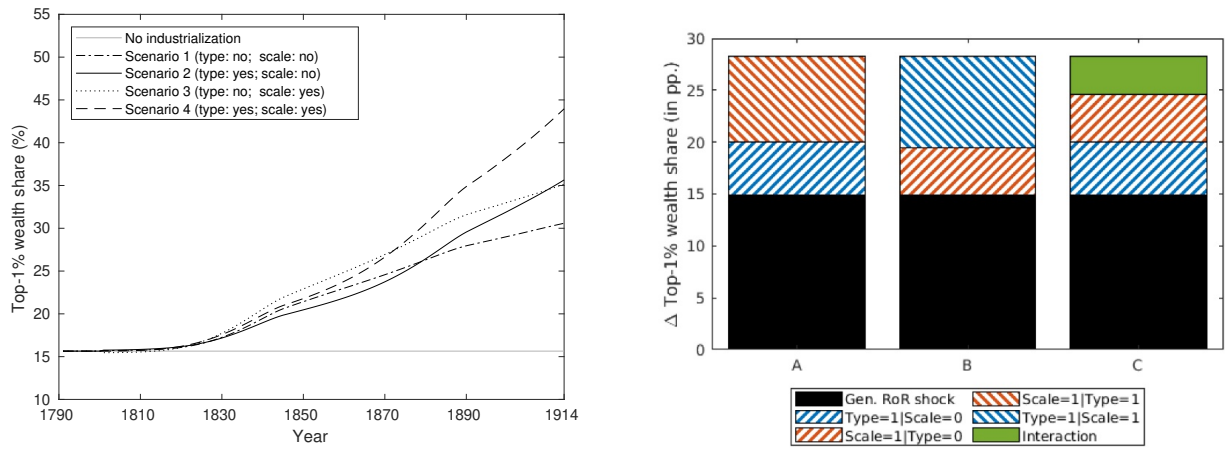 55
50
45
40
35
30
25
20
15
10
Top-1% wealth share (%)
No industrialization
Scenario 1 (type: no; scale: no)
Scenario 2 (type: yes; scale: no)
Scenario 3 (type: no; scale: yes)
Scenario 4 (type: yes; scale: yes)
1790 1810 1830 1850 1870 1890 1914
Year
30
25
20
15
10
5
0
Δ Top-1% wealth share (in pp.)
A B C
Gen. RoR shock
Type=1|Scale=0
Scale=1|Type=0
Scale=1|Type=1
Type=1|Scale=1
Interaction